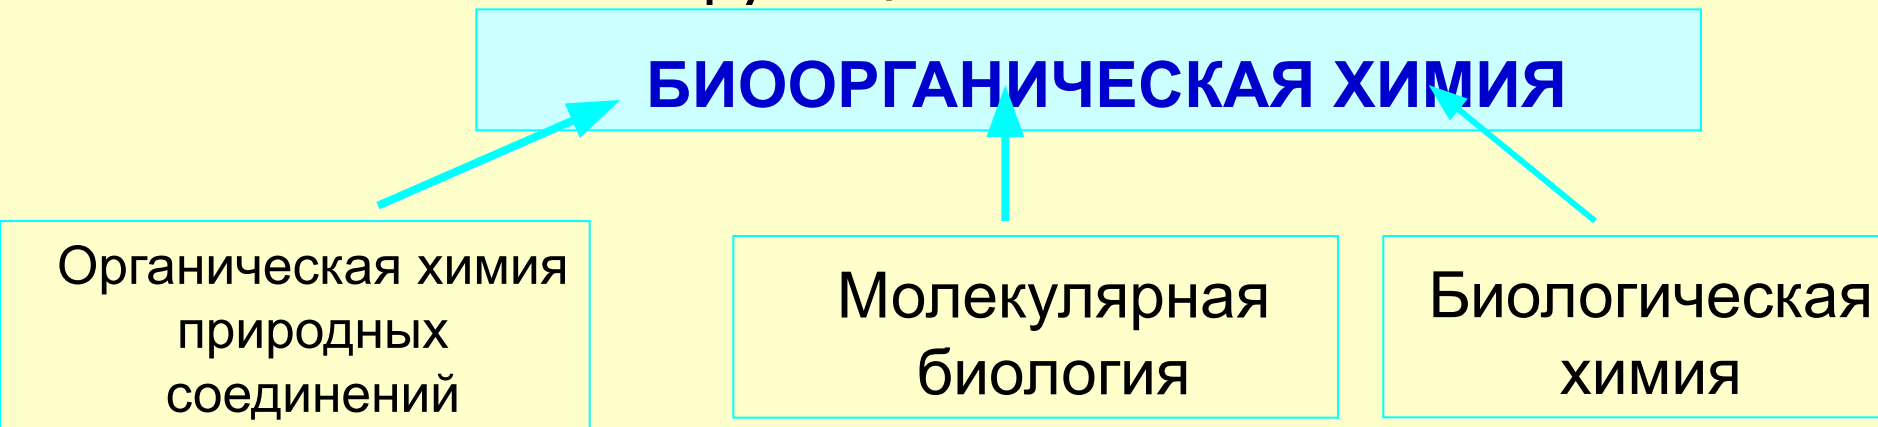 БИООРГАНИЧЕСКАЯ ХИМИЯ
Органическая химия
природных
соединений
Молекулярная
биология
Биологическая
химия